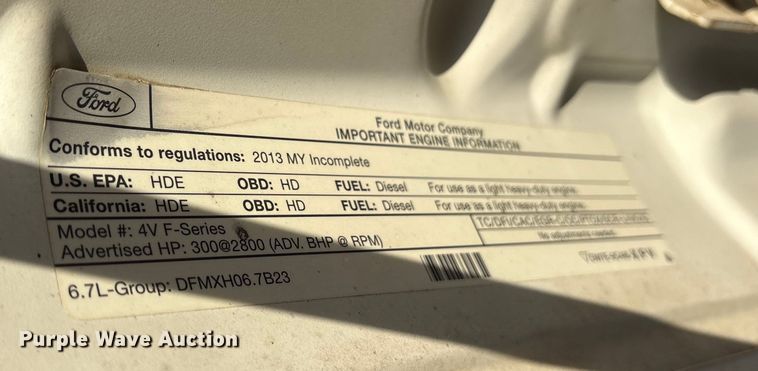 Ford
Ford Motor Company
IMPORTANT ENGINE INFORMATION
Conforms to regulations: 2013 MY Incomplete
U.S. EPA: HDE OBD: HD FUEL: Diesel For use as a light heavy-duty engine.
California: HDE OBD: HD FUEL: Diesel For use as a light heavy-duty engine.
Model #: 4V F-Series
Advertised HP: 300@2800 (ADV. BHP @ RPM)
No adjustments needed.
6.7L-Group: DFMXH06.7B23
Purple Wave Auction